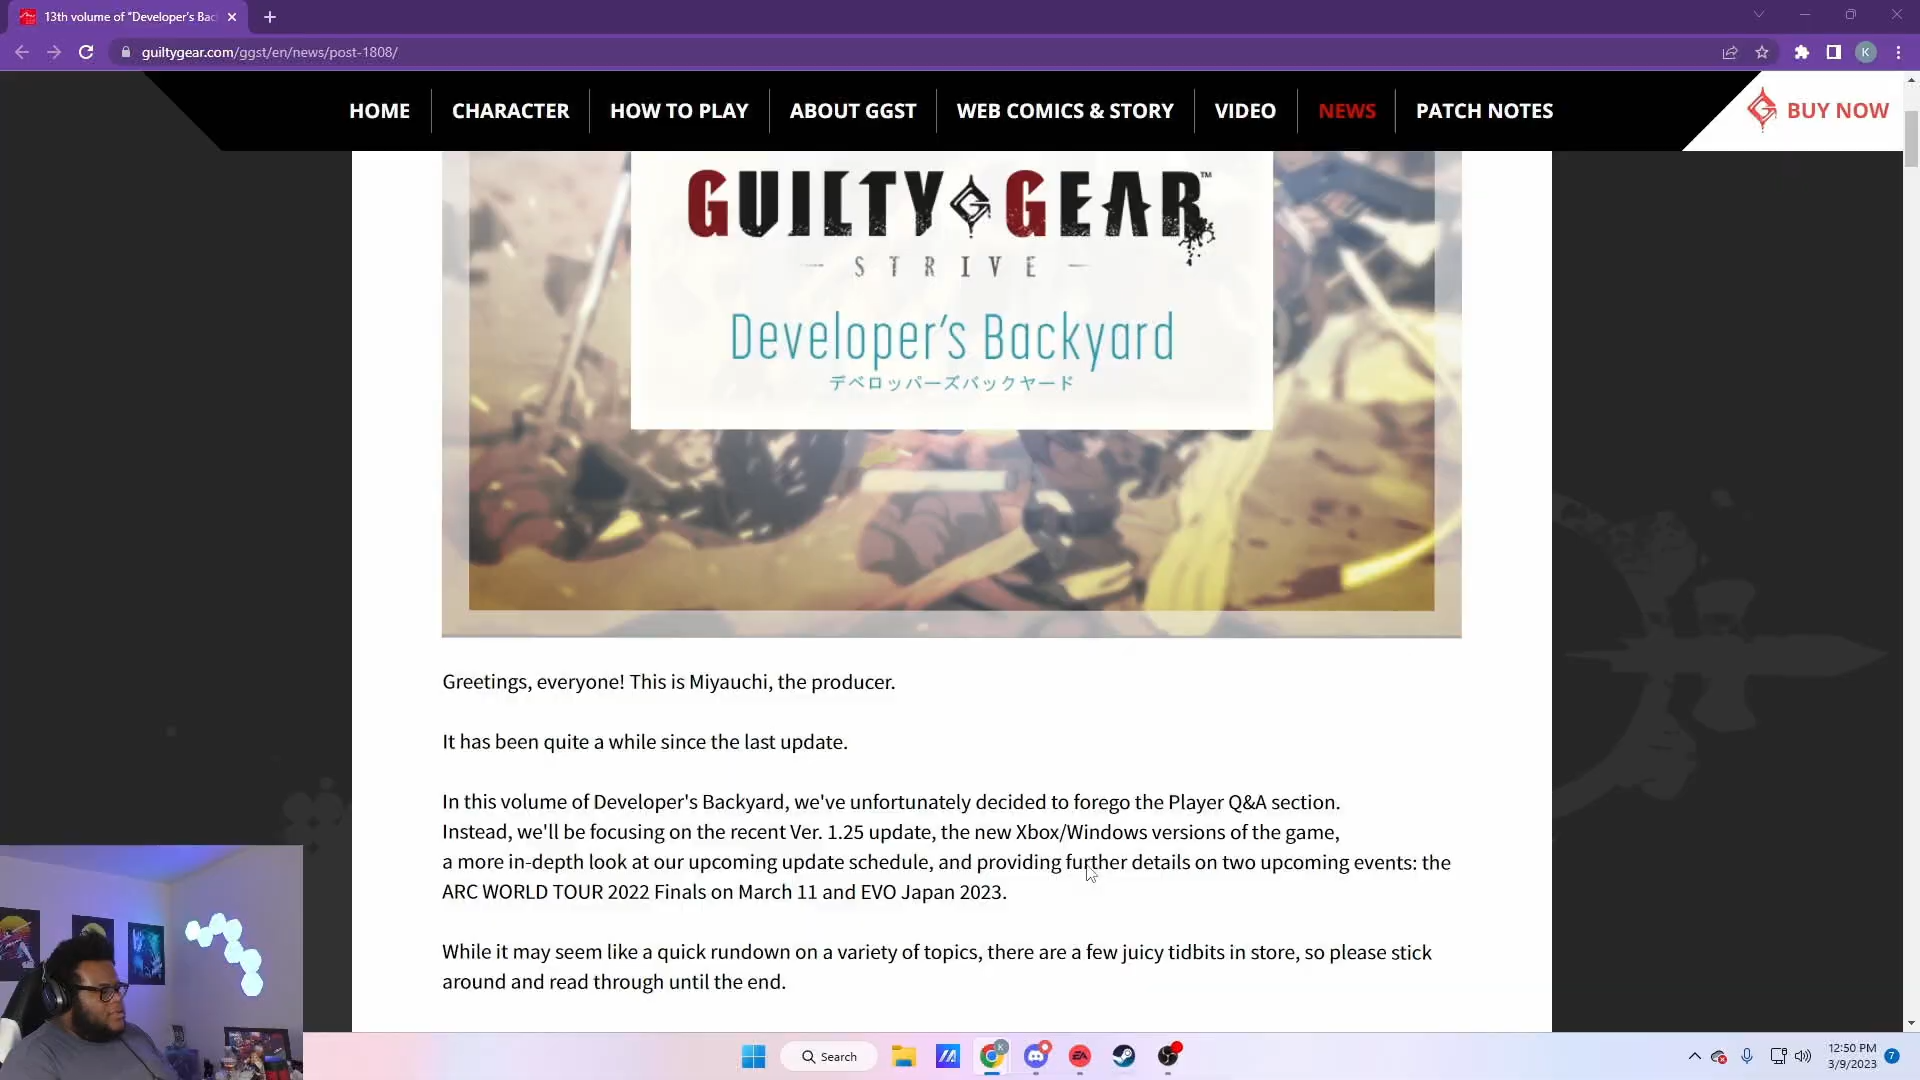 13th volume of "Developer's Bac
guiltygear.com/ggst/en/news/post-1808/
K
HOME
CHARACTER
HOW TO PLAY
ABOUT GGST
WEB COMICS & STORY
VIDEO
NEWS
PATCH NOTES
BUY NOW
GUILTY GEAR™
STRIVE
Developer's Backyard
デベロッパーズバックヤード
Greetings, everyone! This is Miyauchi, the producer.
It has been quite a while since the last update.
In this volume of Developer's Backyard, we've unfortunately decided to forego the Player Q&A section.
Instead, we'll be focusing on the recent Ver. 1.25 update, the new Xbox/Windows versions of the game,
a more in-depth look at our upcoming update schedule, and providing further details on two upcoming events: the
ARC WORLD TOUR 2022 Finals on March 11 and EVO Japan 2023.
While it may seem like a quick rundown on a variety of topics, there are a few juicy tidbits in store, so please stick
around and read through until the end.
Search
K
EA
12:50 PM
3/9/2023
7